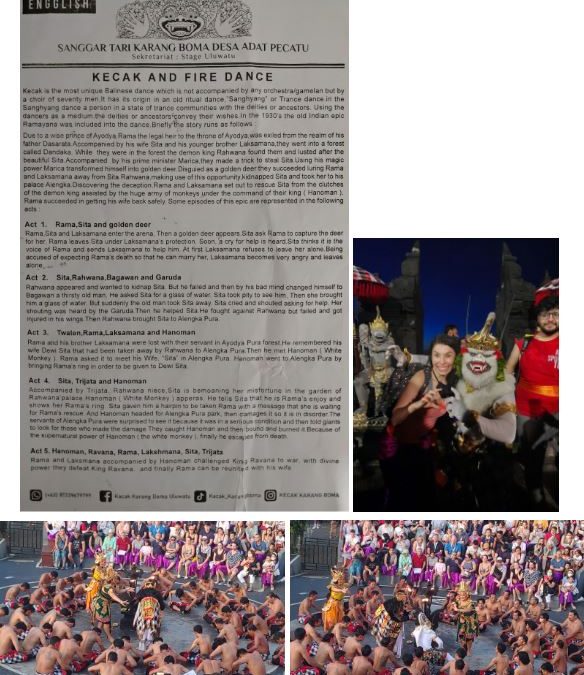 ENGGLISH
SANGGAR TARI KARANG BOMA DESA ADAT PECATU
Sekretariat : Stage Uluwatu
KECAK AND FIRE DANCE
Kecak is the most unique Balinese dance which is not accompanied by any orchestra/gamelan but by
a choir of seventy men.It has its origin in an old ritual dance,"Sanghyang" or Trance dance.in the
Sanghyang dance a person in a state of trance communities with the deities or ancestors. Using the
dancers as a medium.the deities or ancestors convey their wishes.In the 1930's the old Indian epic
Ramayana was included into the dance.Briefly the story runs as follows
Due to a wise prince of Ayodya,Rama the legal heir to the throne of Ayodya,was exiled from the realm of his
father Dasarata.Accompanied by his wife Sita and his younger brother Laksmana,they went into a forest
called Dendaka. While they were in the forest the demon king Rahwana found them and lusted after the
beautiful Sita.Accompanied by his prime minister Marica,they made a trick to steal Sita.Using his magic
power Marica transformed himself into golden deer.Disguied as a golden deer they succeeded luring Rama
and Laksmana away from Sita.Rahwana,making use of this opportunity,kidnapped Sita and took her to his
palace Alengka.Discovering the deception,Rama and Laksmana set out to rescue Sita from the clutches
of the demon king assisted by the huge army of monkeys under the command of their king ( Hanoman ).
Rama succeeded in getting his wife back safely. Some episodes of this epic are represented in the following
acts :
Act 1. Rama,Sita and golden deer
Rama,Sita and Laksmana enter the arena. Then a golden deer appears.Sita ask Rama to capture the deer
for her. Rama leaves Sita under Laksmana's protection. Soon, a cry for help is heard.Sita thinks it is the
voice of Rama and sends Laksmana to help him. At first Laksmana refuses to leave her alone.Being
accused of expecting Rama's death so that he can marry her, Laksmana becomes very angry and leaves
alone.
Act 2. Sita,Rahwana,Bagawan and Garuda
Rahwana appeared and wanted to kidnap Sita. But he failed and then by his bad mind changed himself to
Bagawan a thirsty old man. He asked Sita for a glass of water. Sita took pity to see him. Then she brought
him a glass of water. But suddenly the old man took Sita away. Sita cried and shouted asking for help. Her
shouting was heard by the Garuda.Then he helped Sita.He fought against Rahwana but failed and got
injured in his wings.Then Rahwana brought Sita to Alengka Pura.
Act 3. Twalen,Rama,Laksmana and Hanoman
Rama and his brother Laksmana were lost with their servant in Ayodya Pura forest.He remembered his
wife Dewi Sita that had been taken away by Rahwana to Alengka Pura.Then he met Hanoman ( White
Monkey ). Rama asked it to meet his Wife, "Sita" in Alengka Pura. Hanoman to Alengka Pura by
bringing Rama's ring in order to be given to Dewi Sita
Act 4. Sita, Trijata and Hanoman
Accompanied by Trijata, Rahwana niece,Sita is bemoaning her misfortune in the garden of
Rahwana'palace.Hanoman ( White Monkey ) apperas. He tells Sita that he is Rama's enjoy and
shows her Rama's ring. Sita gaven him a hairpin to be taken Rama with a message that she is waiting
for Rama's rescue. And Hanoman headed for Alengka Pura park, then damages it so it is in disorder.The
servants of Alengka Pura were surprised to see it because it was in a serious condition and then told giants
to look for those who made the damage.They caught Hanoman and then bound and burned it.Because of
the supernatural power of Hanoman ( the white monkey ), finally he escapes from death.
Act 5. Hanoman, Ravana, Rama, Lakshmana, Sita, Trijata
Rama and Laksmana accompanied by Hanoman challenged King Ravana to war, with divine
power they defeat King Ravana. and finally Rama can be reunited with his wife
(+62) 87339679799 Kecak Karang Boma Uluwatu KECAK KARANG BOMA